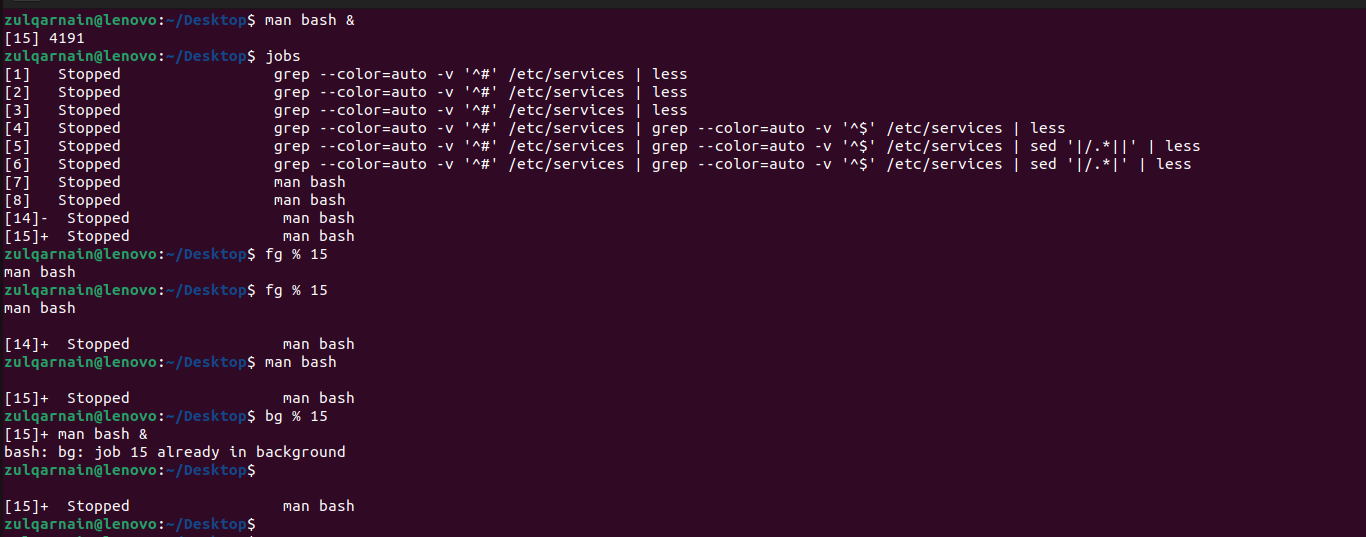 zulqarnain@lenovo:~/Desktop$ man bash &
[15] 4191
zulqarnain@lenovo:~/Desktop$ jobs
[1]   Stopped                 grep --color=auto -v '^#' /etc/services | less
[2]   Stopped                 grep --color=auto -v '^#' /etc/services | less
[3]   Stopped                 grep --color=auto -v '^#' /etc/services | less
[4]   Stopped                 grep --color=auto -v '^#' /etc/services | grep --color=auto -v '^$' /etc/services | less
[5]   Stopped                 grep --color=auto -v '^#' /etc/services | grep --color=auto -v '^$' /etc/services | sed '|/.*||' | less
[6]   Stopped                 grep --color=auto -v '^#' /etc/services | grep --color=auto -v '^$' /etc/services | sed '|/.*|' | less
[7]   Stopped                 man bash
[8]   Stopped                 man bash
[14]-  Stopped                 man bash
[15]+  Stopped                 man bash
zulqarnain@lenovo:~/Desktop$ fg % 15
man bash
zulqarnain@lenovo:~/Desktop$ fg % 15
man bash

[14]+  Stopped                 man bash
zulqarnain@lenovo:~/Desktop$ man bash

[15]+  Stopped                 man bash
zulqarnain@lenovo:~/Desktop$ bg % 15
[15]+ man bash &
bash: bg: job 15 already in background
zulqarnain@lenovo:~/Desktop$

[15]+  Stopped                 man bash
zulqarnain@lenovo:~/Desktop$